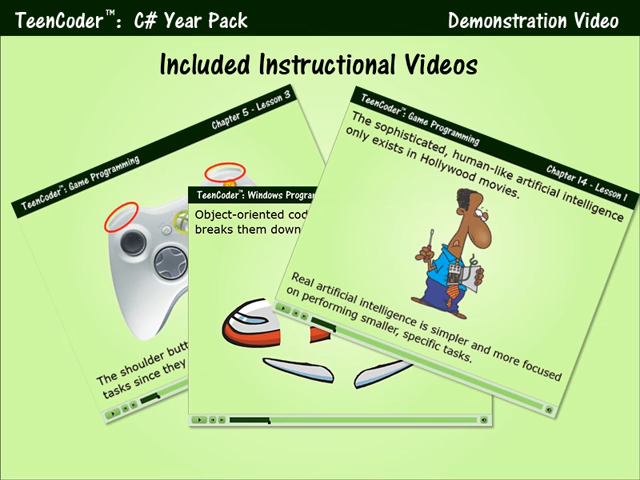 TeenCoder™: C# Year Pack
Demonstration Video
Included Instructional Videos
TeenCoder™: Game Programming
Chapter 5 - Lesson 3
The shoulder butt
tasks since they
TeenCoder™: Windows Program
Object-oriented cod
breaks them down
TeenCoder™: Game Programming
Chapter 14 - Lesson 1
The sophisticated, human-like artificial intelligence
only exists in Hollywood movies.
Real artificial intelligence is simpler and more focused
on performing smaller, specific tasks.